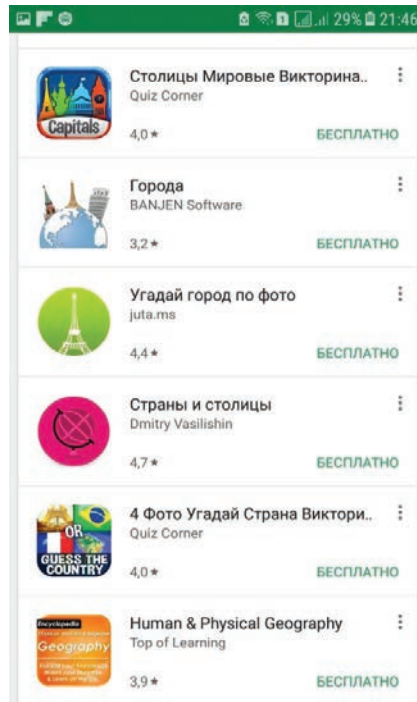 29% 21:46
Столицы Мировые Викторина..
Quiz Corner
Capitals
4,0★
БЕСПЛАТНО
Города
BANJEN Software
3,2★
БЕСПЛАТНО
Угадай город по фото
juta.ms
4,4★
БЕСПЛАТНО
Страны и столицы
Dmitry Vasilishin
4,7★
БЕСПЛАТНО
4 Фото Угадай Страна Виктори..
Quiz Corner
OR
GUESS THE
COUNTRY
4,0★
БЕСПЛАТНО
Human & Physical Geography
Top of Learning
Encyclopedia
Geography
3,9★
БЕСПЛАТНО